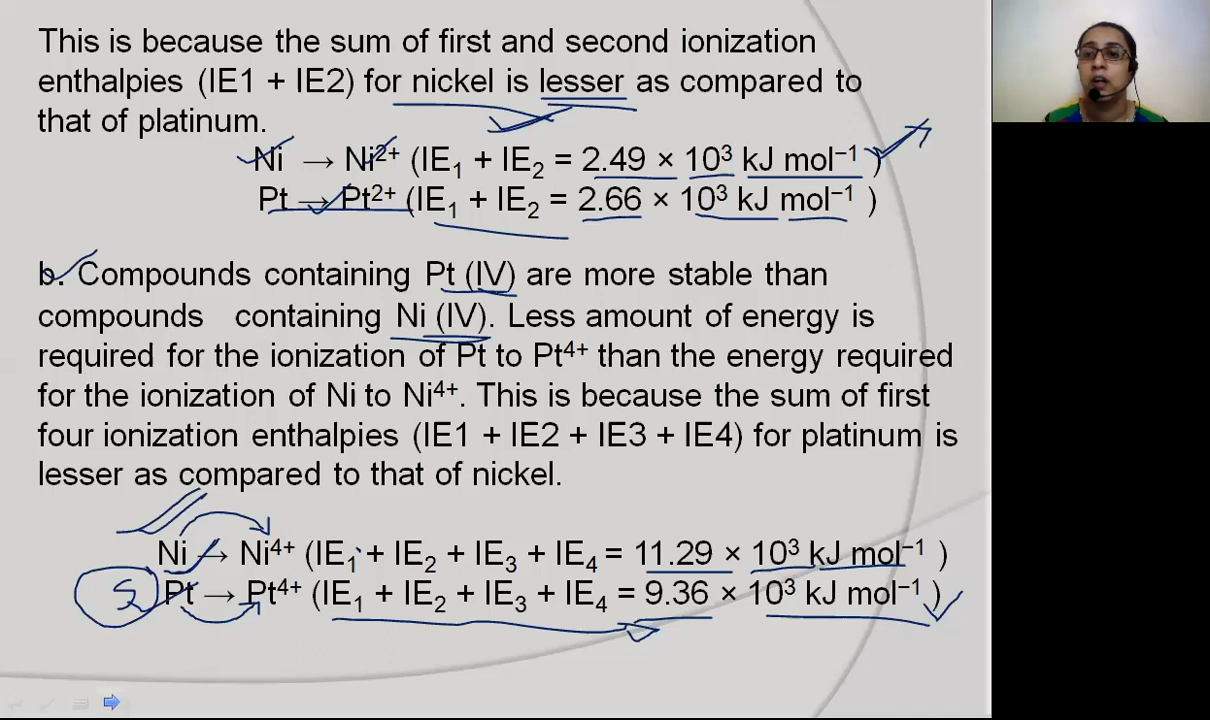 This is because the sum of first and second ionization
enthalpies (IE1 + IE2) for nickel is lesser as compared to
that of platinum.
Ni → Ni²⁺ (IE₁ + IE₂ = 2.49 × 10³ kJ mol⁻¹ )
Pt → Pt²⁺ (IE₁ + IE₂ = 2.66 × 10³ kJ mol⁻¹ )
b. Compounds containing Pt (IV) are more stable than
compounds containing Ni (IV). Less amount of energy is
required for the ionization of Pt to Pt⁴⁺ than the energy required
for the ionization of Ni to Ni⁴⁺. This is because the sum of first
four ionization enthalpies (IE1 + IE2 + IE3 + IE4) for platinum is
lesser as compared to that of nickel.
Ni → Ni⁴⁺ (IE₁ + IE₂ + IE₃ + IE₄ = 11.29 × 10³ kJ mol⁻¹ )
Pt → Pt⁴⁺ (IE₁ + IE₂ + IE₃ + IE₄ = 9.36 × 10³ kJ mol⁻¹ )